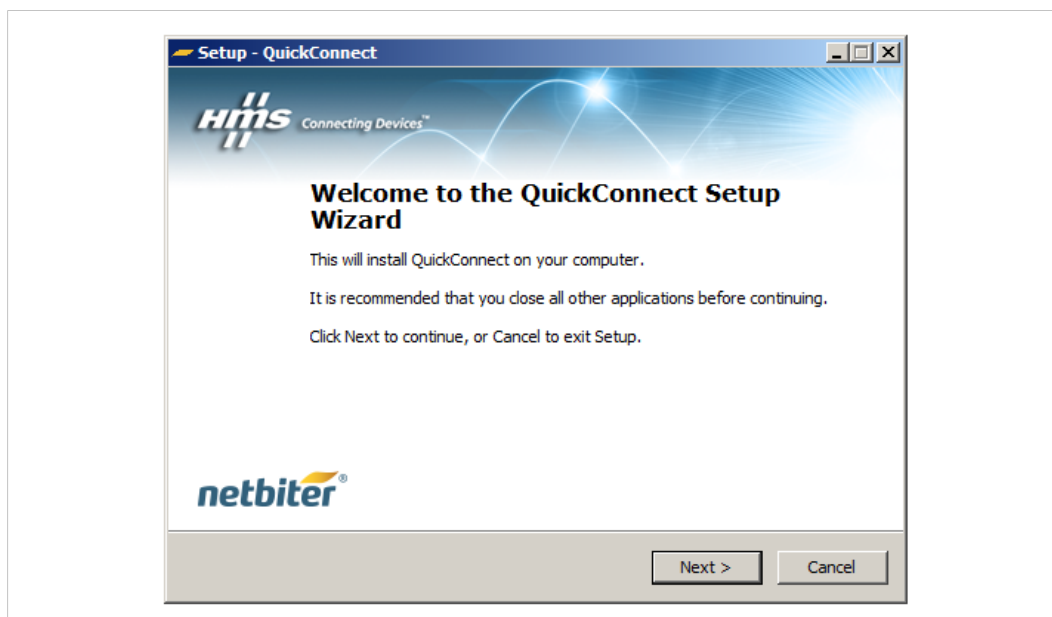 Setup - QuickConnect
HMS Connecting Devices™
Welcome to the QuickConnect Setup
Wizard
This will install QuickConnect on your computer.
It is recommended that you close all other applications before continuing.
Click Next to continue, or Cancel to exit Setup.
netbiter®
Next > Cancel